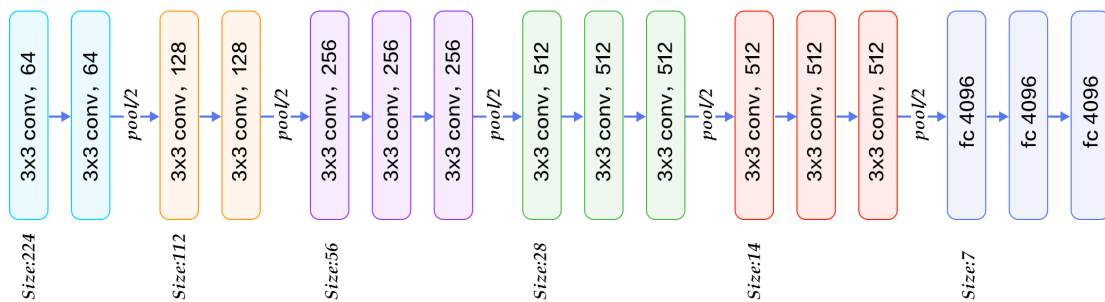 3x3 conv, 64
3x3 conv, 64
pool/2
3x3 conv, 128
3x3 conv, 128
pool/2
3x3 conv, 256
3x3 conv, 256
3x3 conv, 256
pool/2
3x3 conv, 512
3x3 conv, 512
3x3 conv, 512
pool/2
3x3 conv, 512
3x3 conv, 512
3x3 conv, 512
pool/2
fc 4096
fc 4096
fc 4096
Size:224
Size:112
Size:56
Size:28
Size:14
Size:7